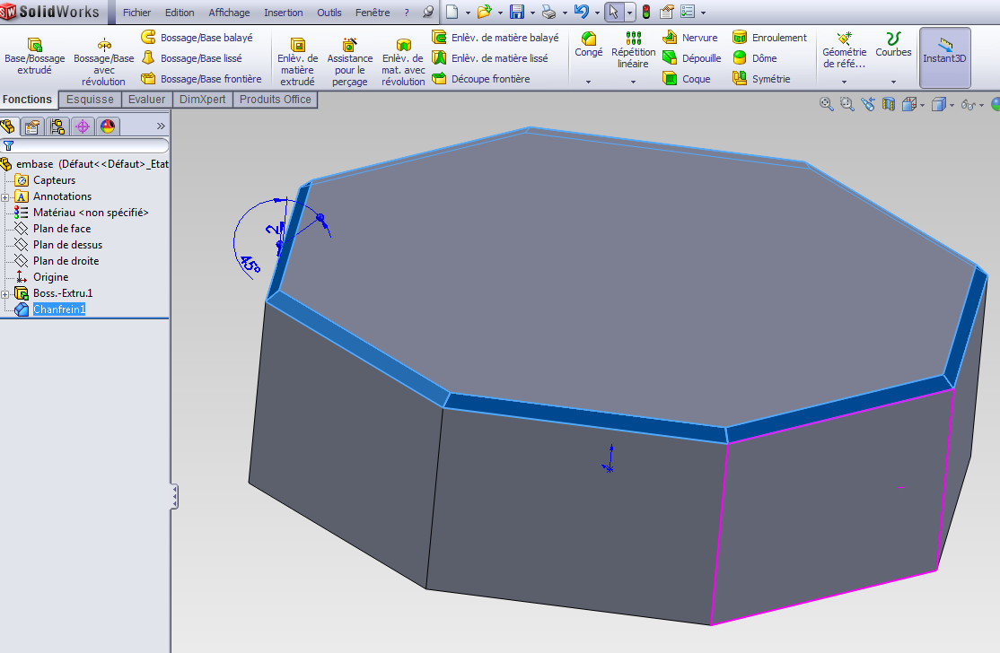 SW SolidWorks
Fichier Edition Affichage Insertion Outils Fenêtre ?
Base/Bossage extrudé
Bossage/Base avec révolution
Bossage/Base balayé
Bossage/Base lissé
Bossage/Base frontière
Enlèv. de matière extrudé
Assistance pour le perçage
Enlèv. de mat. avec révolution
Enlèv. de matière balayé
Enlèv. de matière lissé
Découpe frontière
Congé
Répétition linéaire
Nervure
Dépouille
Coque
Enroulement
Dôme
Symétrie
Géométrie de réfé...
Courbes
Instant3D
Fonctions Esquisse Evaluer DimXpert Produits Office
embase (Défaut<<Défaut>_Etat
Capteurs
A Annotations
Matériau <non spécifié>
Plan de face
Plan de dessus
Plan de droite
Origine
Boss.-Extru.1
Chanfrein1
2
45°